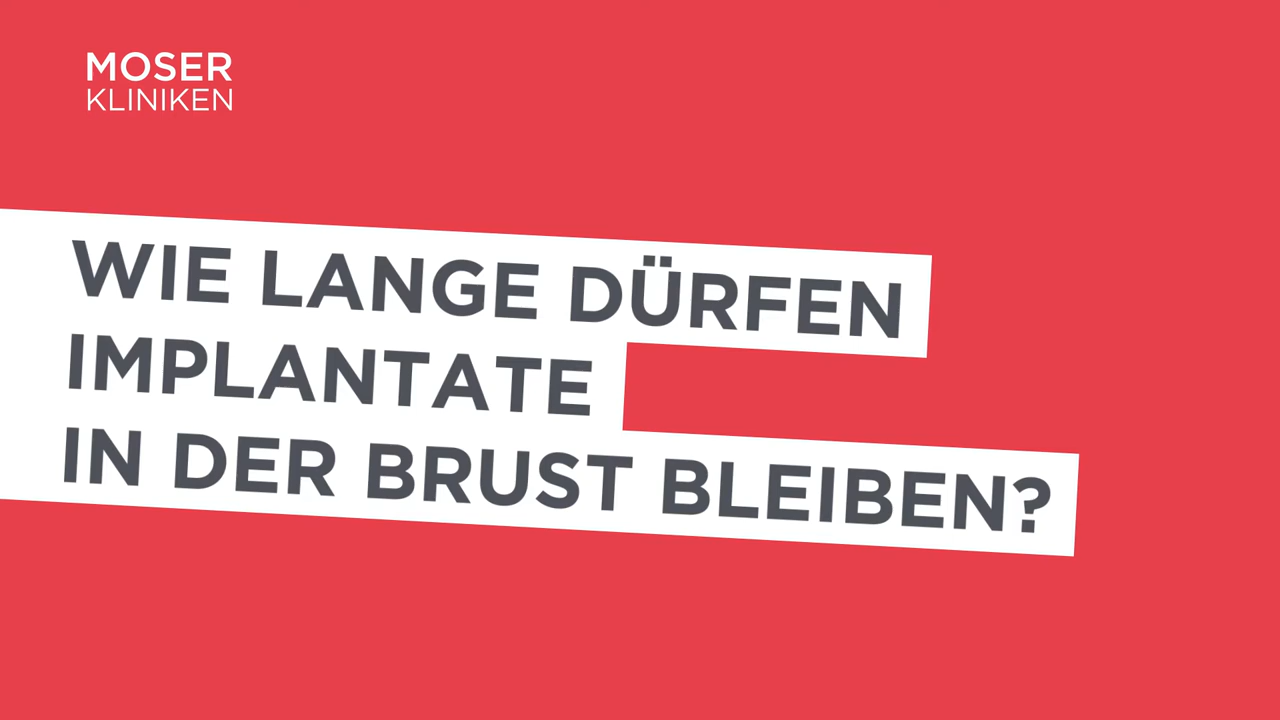 MOSER
KLINIKEN
WIE LANGE DÜRFEN
IMPLANTATE
IN DER BRUST BLEIBEN?